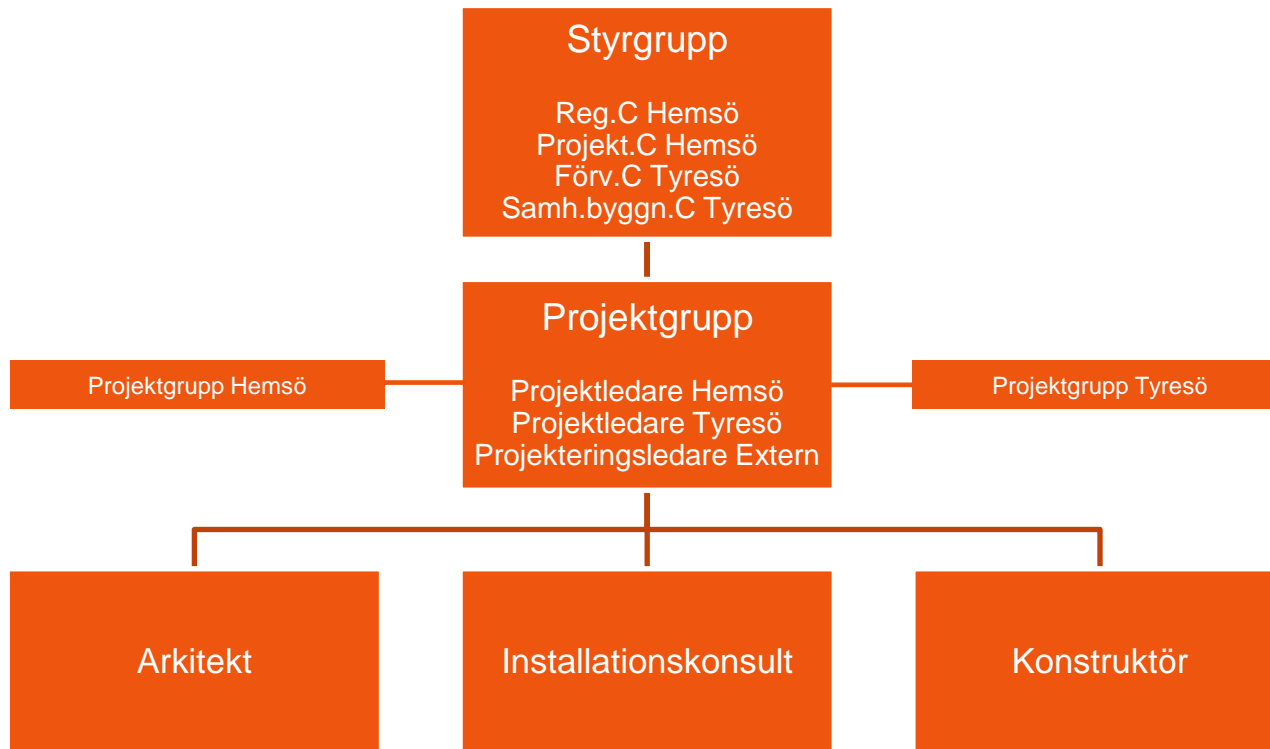 Styrgrupp
Reg.C Hemsö
Projekt.C Hemsö
Förv.C Tyresö
Samh.byggn.C Tyresö
Projektgrupp
Projektledare Hemsö
Projektledare Tyresö
Projekteringsledare Extern
Projektgrupp Hemsö
Projektgrupp Tyresö
Arkitekt
Installationskonsult
Konstruktör